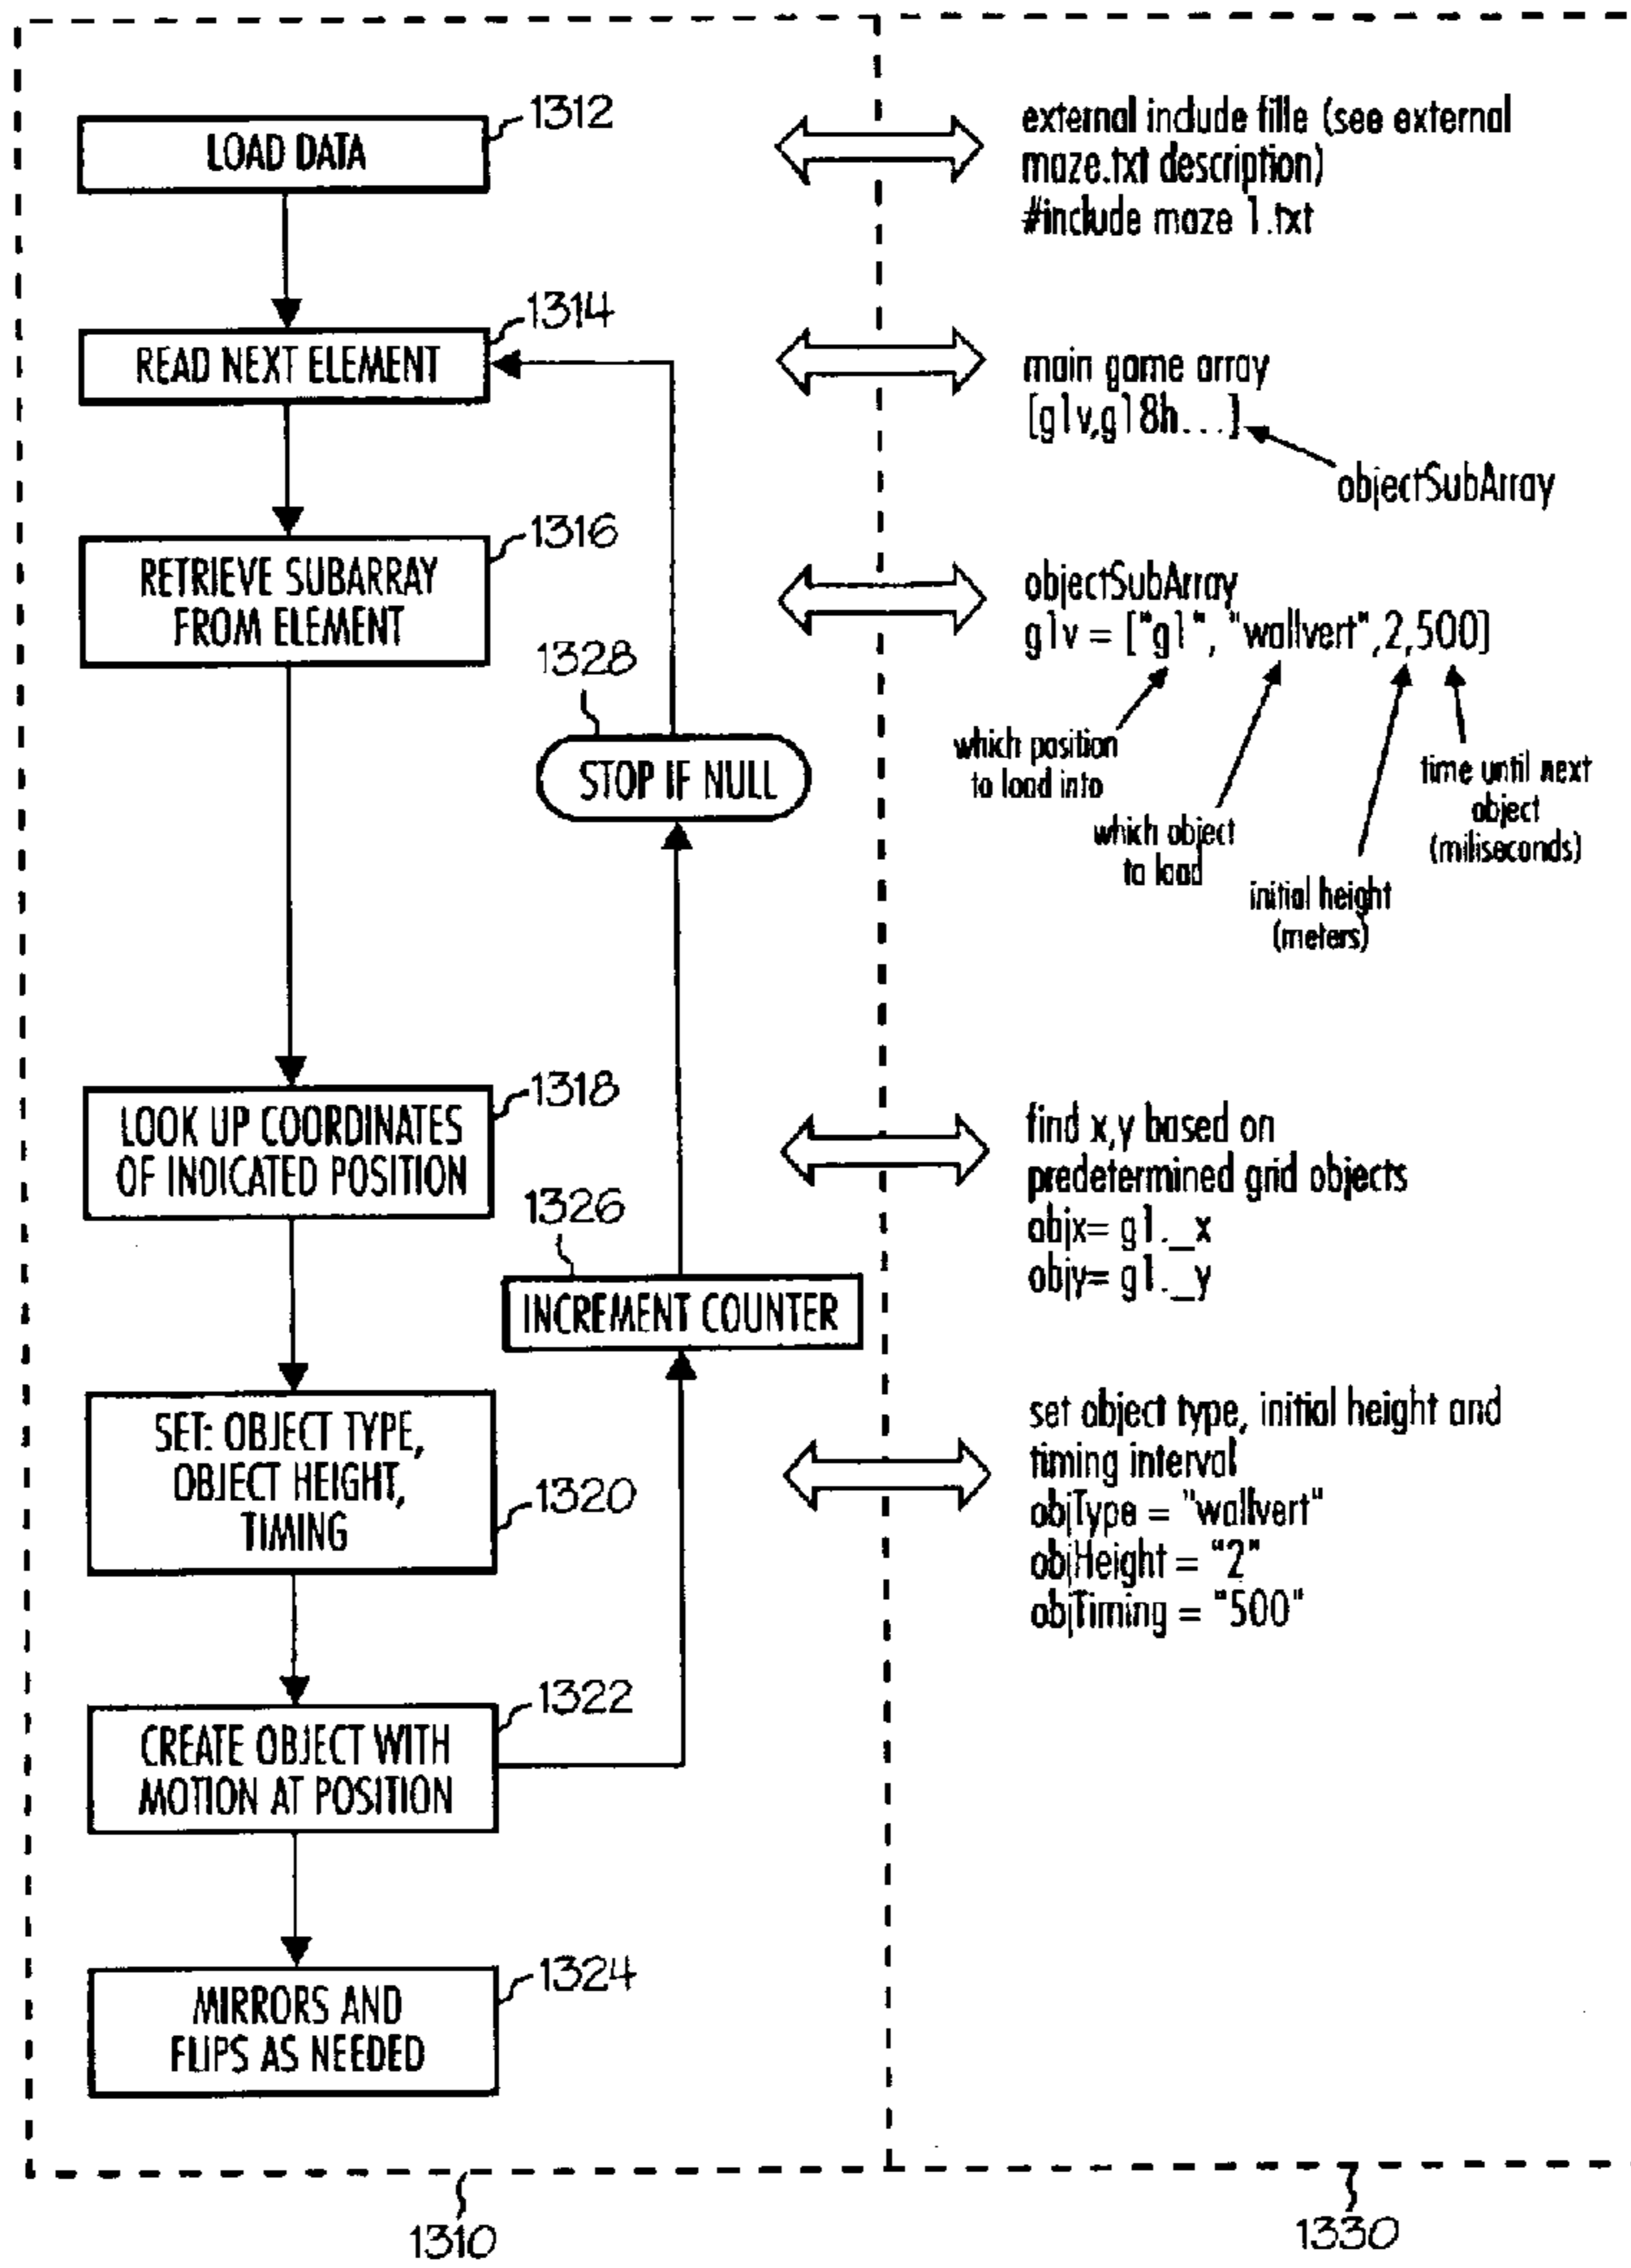 1312
LOAD DATA
external include fille (see external
maze.txt description)
#include maze 1.txt
1314
READ NEXT ELEMENT
main game array
[g1v,g18h...]
objectSubArray
1316
RETRIEVE SUBARRAY
FROM ELEMENT
objectSubArray
g1v = ["g1", "wallvert",2,500]
which position
to load into
which object
to load
initial height
(meters)
time until next
object
(miliseconds)
1328
STOP IF NULL
1318
LOOK UP COORDINATES
OF INDICATED POSITION
find x,y based on
predetermined grid objects
objx= g1._x
objy= g1._y
1326
INCREMENT COUNTER
SET: OBJECT TYPE,
OBJECT HEIGHT,
TIMING
1320
set object type, initial height and
timing interval
objType = "wallvert"
objHeight = "2"
objTiming = "500"
1322
CREATE OBJECT WITH
MOTION AT POSITION
1324
MIRRORS AND
FLIPS AS NEEDED
1310
1330